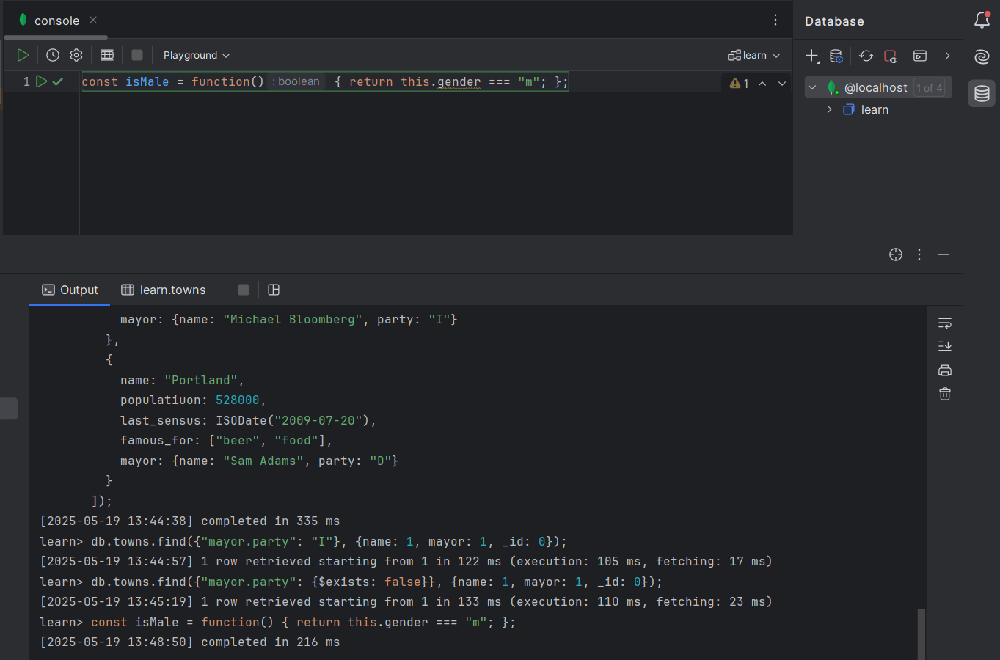 console
Database
Playground
learn
1 const isMale = function() : boolean { return this.gender === "m"; };
1
@localhost 1 of 4
learn
Output learn.towns
mayor: {name: "Michael Bloomberg", party: "I"}
},
{
name: "Portland",
populatiuon: 528000,
last_sensus: ISODate("2009-07-20"),
famous_for: ["beer", "food"],
mayor: {name: "Sam Adams", party: "D"}
}
]);
[2025-05-19 13:44:38] completed in 335 ms
learn> db.towns.find({"mayor.party": "I"}, {name: 1, mayor: 1, _id: 0});
[2025-05-19 13:44:57] 1 row retrieved starting from 1 in 122 ms (execution: 105 ms, fetching: 17 ms)
learn> db.towns.find({"mayor.party": {$exists: false}}, {name: 1, mayor: 1, _id: 0});
[2025-05-19 13:45:19] 1 row retrieved starting from 1 in 133 ms (execution: 110 ms, fetching: 23 ms)
learn> const isMale = function() { return this.gender === "m"; };
[2025-05-19 13:48:50] completed in 216 ms